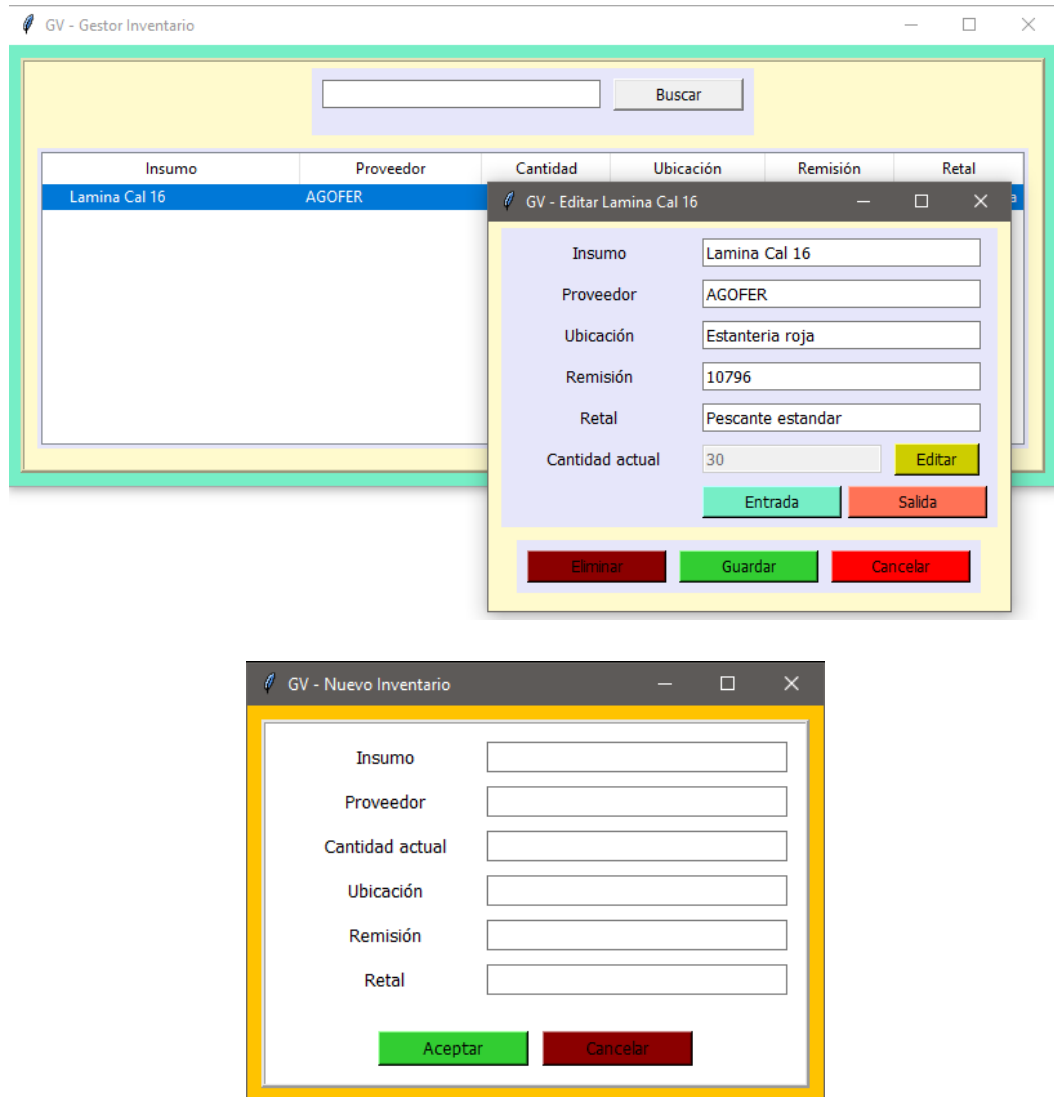 GV - Gestor Inventario
Buscar
Insumo Proveedor Cantidad Ubicación Remisión Retal
Lamina Cal 16 AGOFER
GV - Editar Lamina Cal 16
Insumo Lamina Cal 16
Proveedor AGOFER
Ubicación Estanteria roja
Remisión 10796
Retal Pescante estandar
Cantidad actual 30 Editar
Entrada Salida
Eliminar Guardar Cancelar
GV - Nuevo Inventario
Insumo
Proveedor
Cantidad actual
Ubicación
Remisión
Retal
Aceptar Cancelar